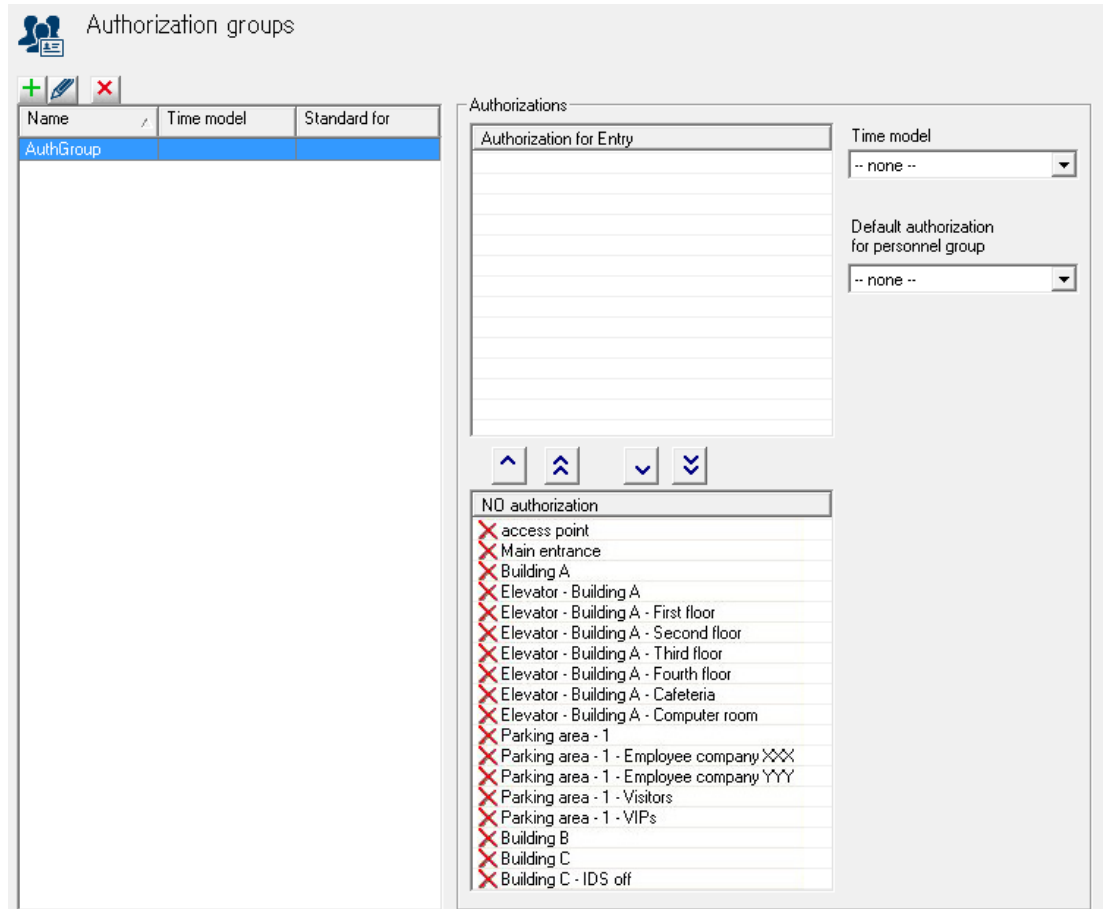 Authorization groups
Name Time model Standard for
AuthGroup
Authorizations
Authorization for Entry
Time model
-- none --
Default authorization
for personnel group
-- none --
NO authorization
access point
Main entrance
Building A
Elevator - Building A
Elevator - Building A - First floor
Elevator - Building A - Second floor
Elevator - Building A - Third floor
Elevator - Building A - Fourth floor
Elevator - Building A - Cafeteria
Elevator - Building A - Computer room
Parking area - 1
Parking area - 1 - Employee company XXX
Parking area - 1 - Employee company YYY
Parking area - 1 - Visitors
Parking area - 1 - VIPs
Building B
Building C
Building C - IDS off